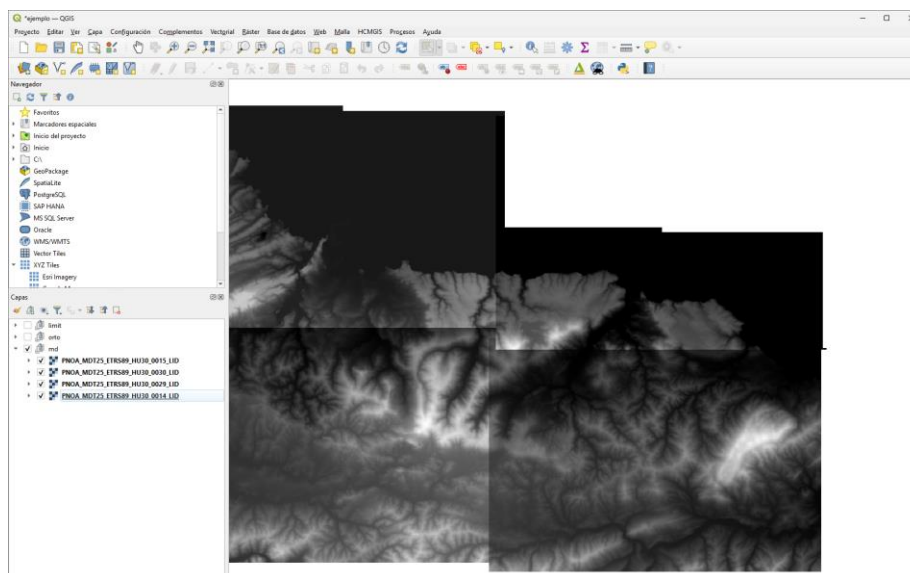 *ejemplo — QGIS
Proyecto Editar Ver Capa Configuración Complementos Vectorial Ráster Base de datos Web Malla HCMGIS Procesos Ayuda
Navegador
Favoritos
Marcadores espaciales
Inicio del proyecto
Inicio
C:\
GeoPackage
SpatiaLite
PostgreSQL
SAP HANA
MS SQL Server
Oracle
WMS/WMTS
Vector Tiles
XYZ Tiles
Esri Imagery
Capas
limit
orto
md
PNOA_MDT25_ETRS89_HU30_0015_LID
PNOA_MDT25_ETRS89_HU30_0030_LID
PNOA_MDT25_ETRS89_HU30_0029_LID
PNOA_MDT25_ETRS89_HU30_0014_LID